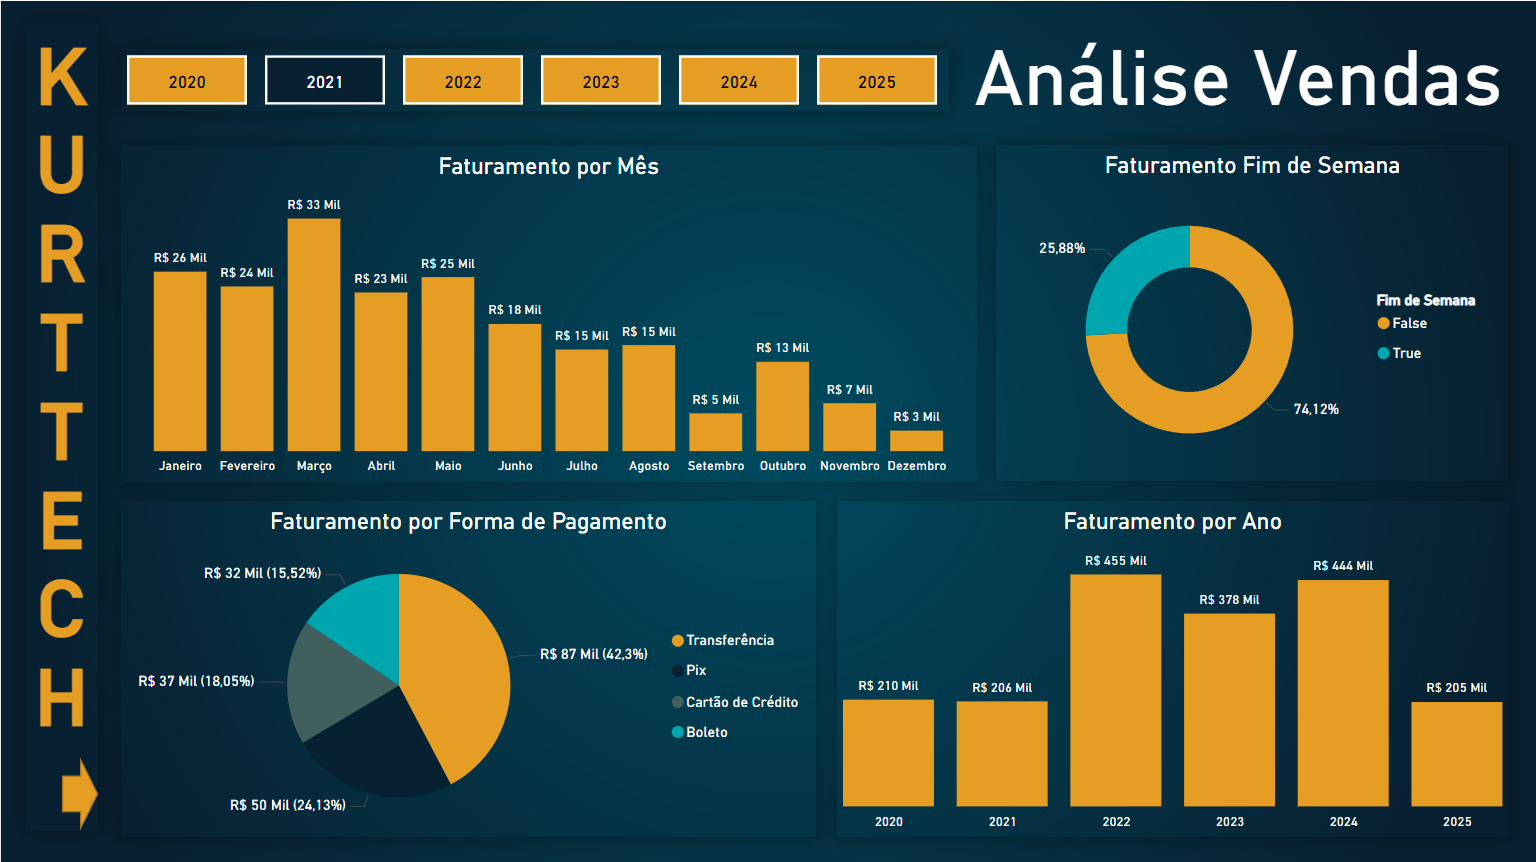 KURTTECH
2020 2021 2022 2023 2024 2025
Análise Vendas
Faturamento por Mês
R$ 26 Mil R$ 24 Mil R$ 33 Mil R$ 23 Mil R$ 25 Mil R$ 18 Mil R$ 15 Mil R$ 15 Mil R$ 5 Mil R$ 13 Mil R$ 7 Mil R$ 3 Mil
Janeiro Fevereiro Março Abril Maio Junho Julho Agosto Setembro Outubro Novembro Dezembro
Faturamento Fim de Semana
25,88%
74,12%
Fim de Semana
False
True
Faturamento por Forma de Pagamento
R$ 32 Mil (15,52%)
R$ 87 Mil (42,3%)
R$ 37 Mil (18,05%)
R$ 50 Mil (24,13%)
Transferência
Pix
Cartão de Crédito
Boleto
Faturamento por Ano
R$ 210 Mil R$ 206 Mil R$ 455 Mil R$ 378 Mil R$ 444 Mil R$ 205 Mil
2020 2021 2022 2023 2024 2025